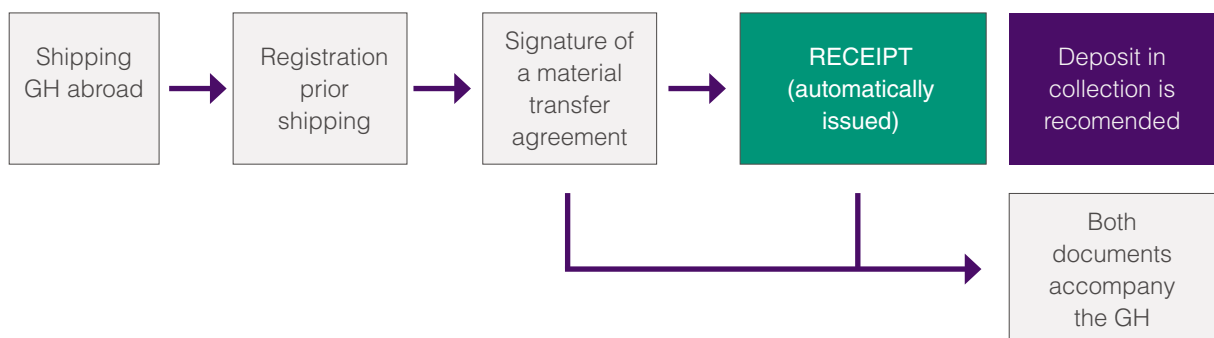 Shipping
GH abroad
Registration
prior
shipping
Signature of
a material
transfer
agreement
RECEIPT
(automatically
issued)
Deposit in
collection is
recomended
Both
documents
accompany
the GH